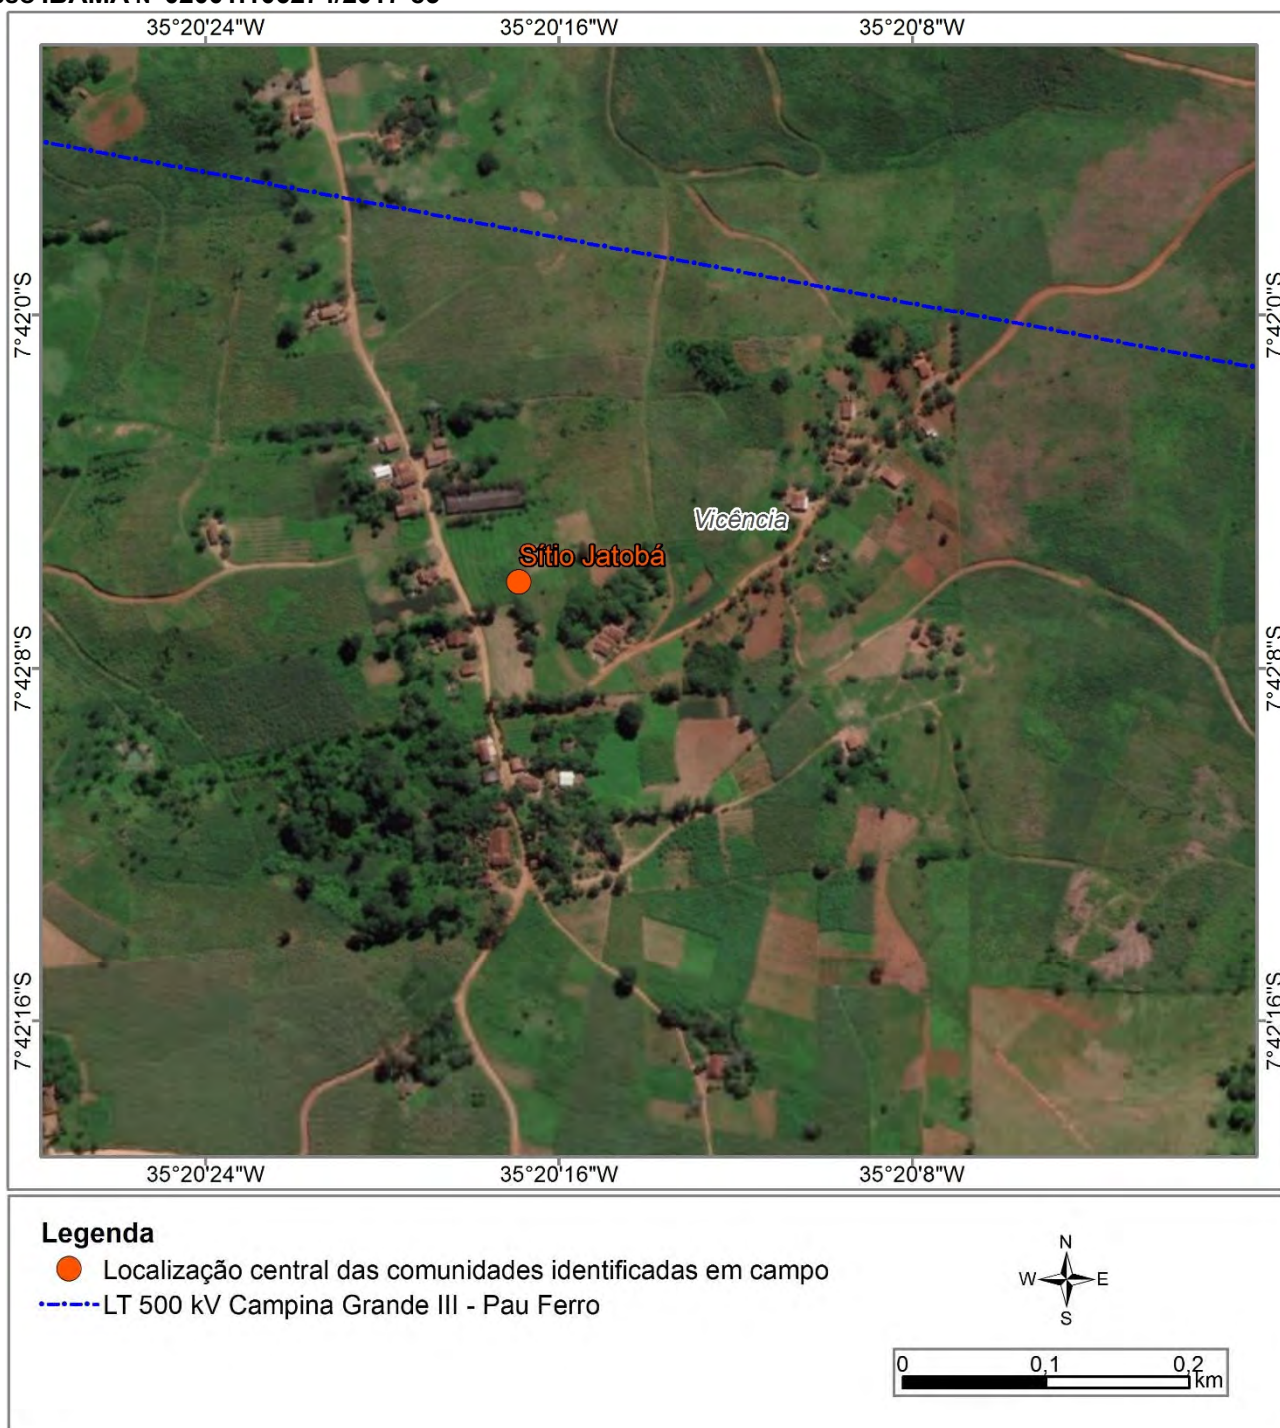 35°20'24"W 35°20'16"W 35°20'8"W
7°42'0"S 7°42'0"S
Vicência
Sítio Jatobá
7°42'8"S 7°42'8"S
7°42'16"S 7°42'16"S
35°20'24"W 35°20'16"W 35°20'8"W
Legenda
Localização central das comunidades identificadas em campo
LT 500 kV Campina Grande III - Pau Ferro
N
W E
S
0 0,1 0,2
km